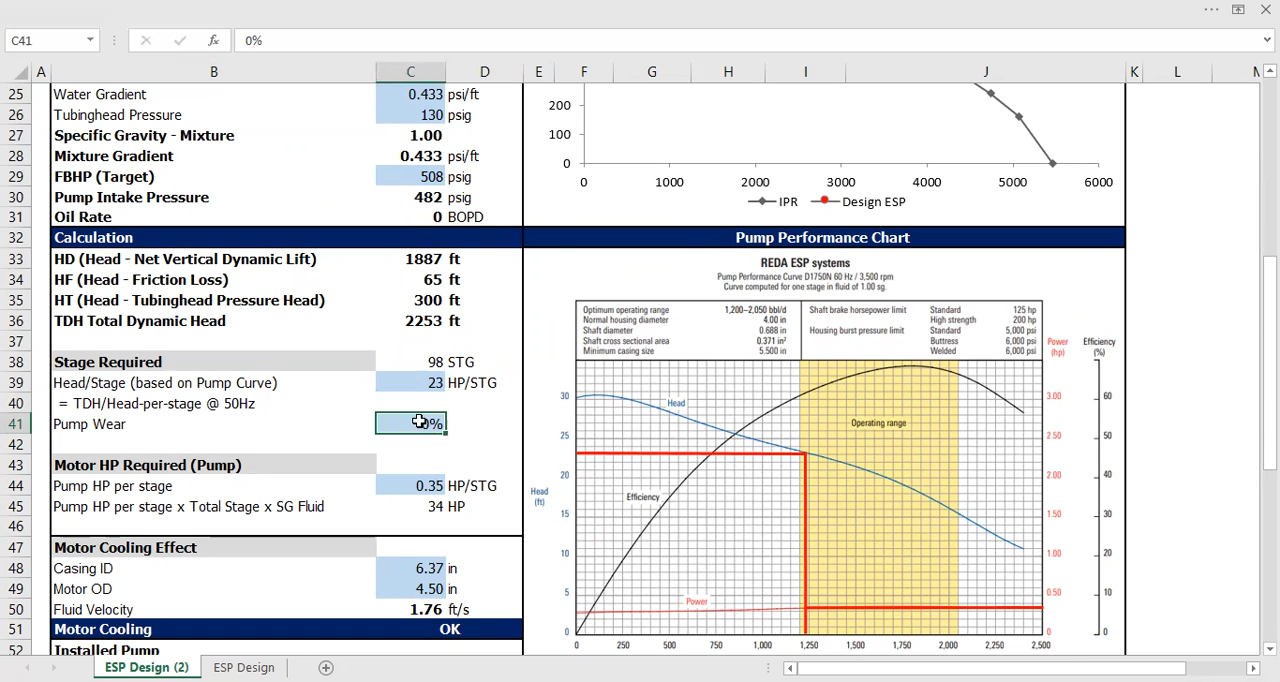 C41 fx 0%
A B C D E F G H I J K L M
25 Water Gradient 0.433 psi/ft
26 Tubinghead Pressure 130 psig
27 Specific Gravity - Mixture 1.00
28 Mixture Gradient 0.433 psi/ft
29 FBHP (Target) 508 psig
30 Pump Intake Pressure 482 psig
31 Oil Rate 0 BOPD
32 Calculation
33 HD (Head - Net Vertical Dynamic Lift) 1887 ft
34 HF (Head - Friction Loss) 65 ft
35 HT (Head - Tubinghead Pressure Head) 300 ft
36 TDH Total Dynamic Head 2253 ft
37
38 Stage Required 98 STG
39 Head/Stage (based on Pump Curve) 23 HP/STG
40 = TDH/Head-per-stage @ 50Hz
41 Pump Wear 0%
42
43 Motor HP Required (Pump)
44 Pump HP per stage 0.35 HP/STG
45 Pump HP per stage x Total Stage x SG Fluid 34 HP
46
47 Motor Cooling Effect
48 Casing ID 6.37 in
49 Motor OD 4.50 in
50 Fluid Velocity 1.76 ft/s
51 Motor Cooling OK
52 Installed Pump
200
100
0
0 1000 2000 3000 4000 5000 6000
IPR Design ESP
Pump Performance Chart
REDA ESP systems
Pump Performance Curve D1750N 60 Hz / 3,500 rpm
Curve computed for one stage in fluid of 1.00 sg.
Optimum operating range 1,200–2,050 bbl/d
Normal housing diameter 4.00 in
Shaft diameter 0.688 in
Shaft cross sectional area 0.371 in²
Minimum casing size 5.500 in
Shaft brake horsepower limit Standard 125 hp
High strength 200 hp
Housing burst pressure limit Standard 5,000 psi
Buttress 6,000 psi
Welded 6,000 psi
Power (hp)
Efficiency (%)
Head (ft)
30
25
20
15
10
5
0
3.00
2.50
2.00
1.50
1.00
0.50
0
60
50
40
30
20
10
0
Head
Operating range
Efficiency
Power
0 250 500 750 1,000 1,250 1,500 1,750 2,000 2,250 2,500
ESP Design (2) ESP Design